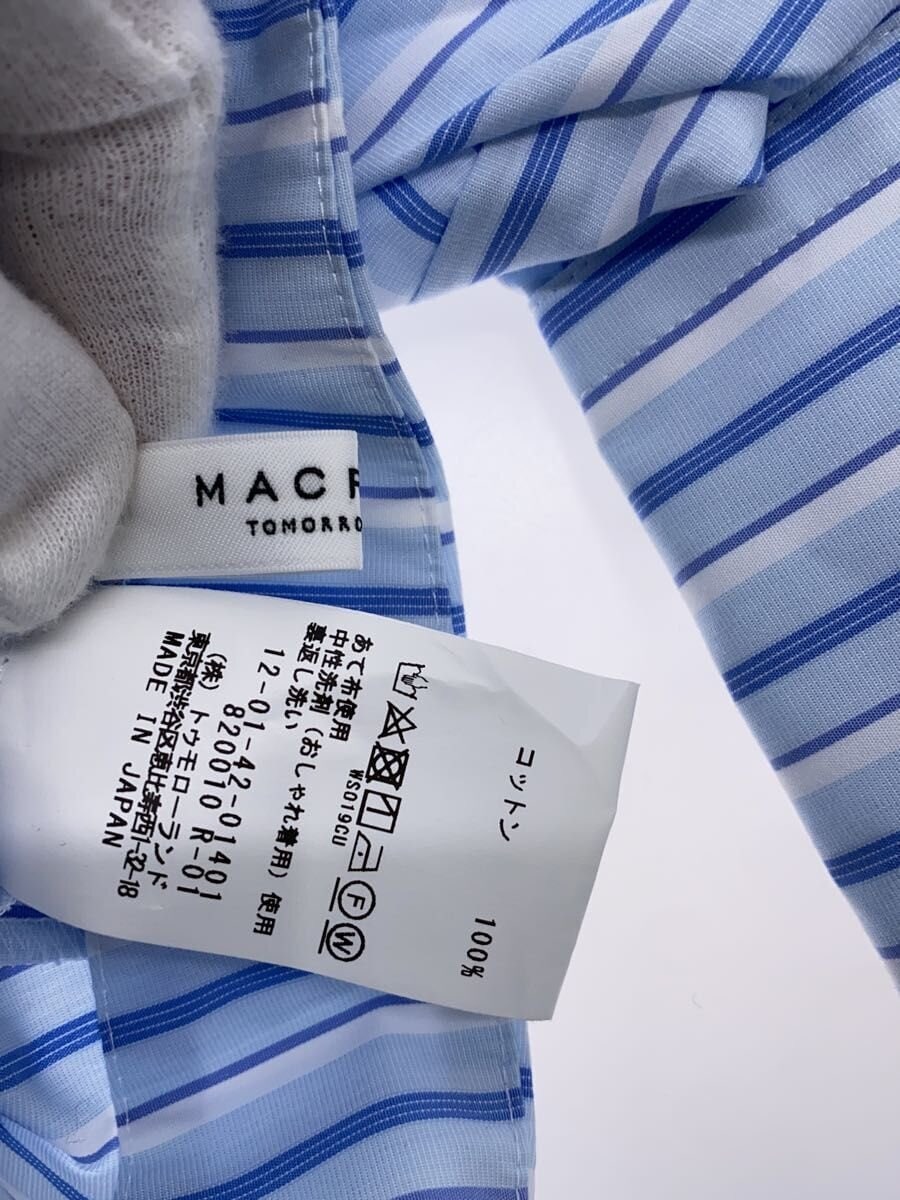 MACP
TOMORRO
コットン 100%
F
W
WS019CU
あて布使用
中性洗剤（おしゃれ着用）使用
裏返し洗い
12-01-42-01401
820010 R-01
(株) トゥモローランド
東京都渋谷区恵比寿西1-32-18
MADE IN JAPAN